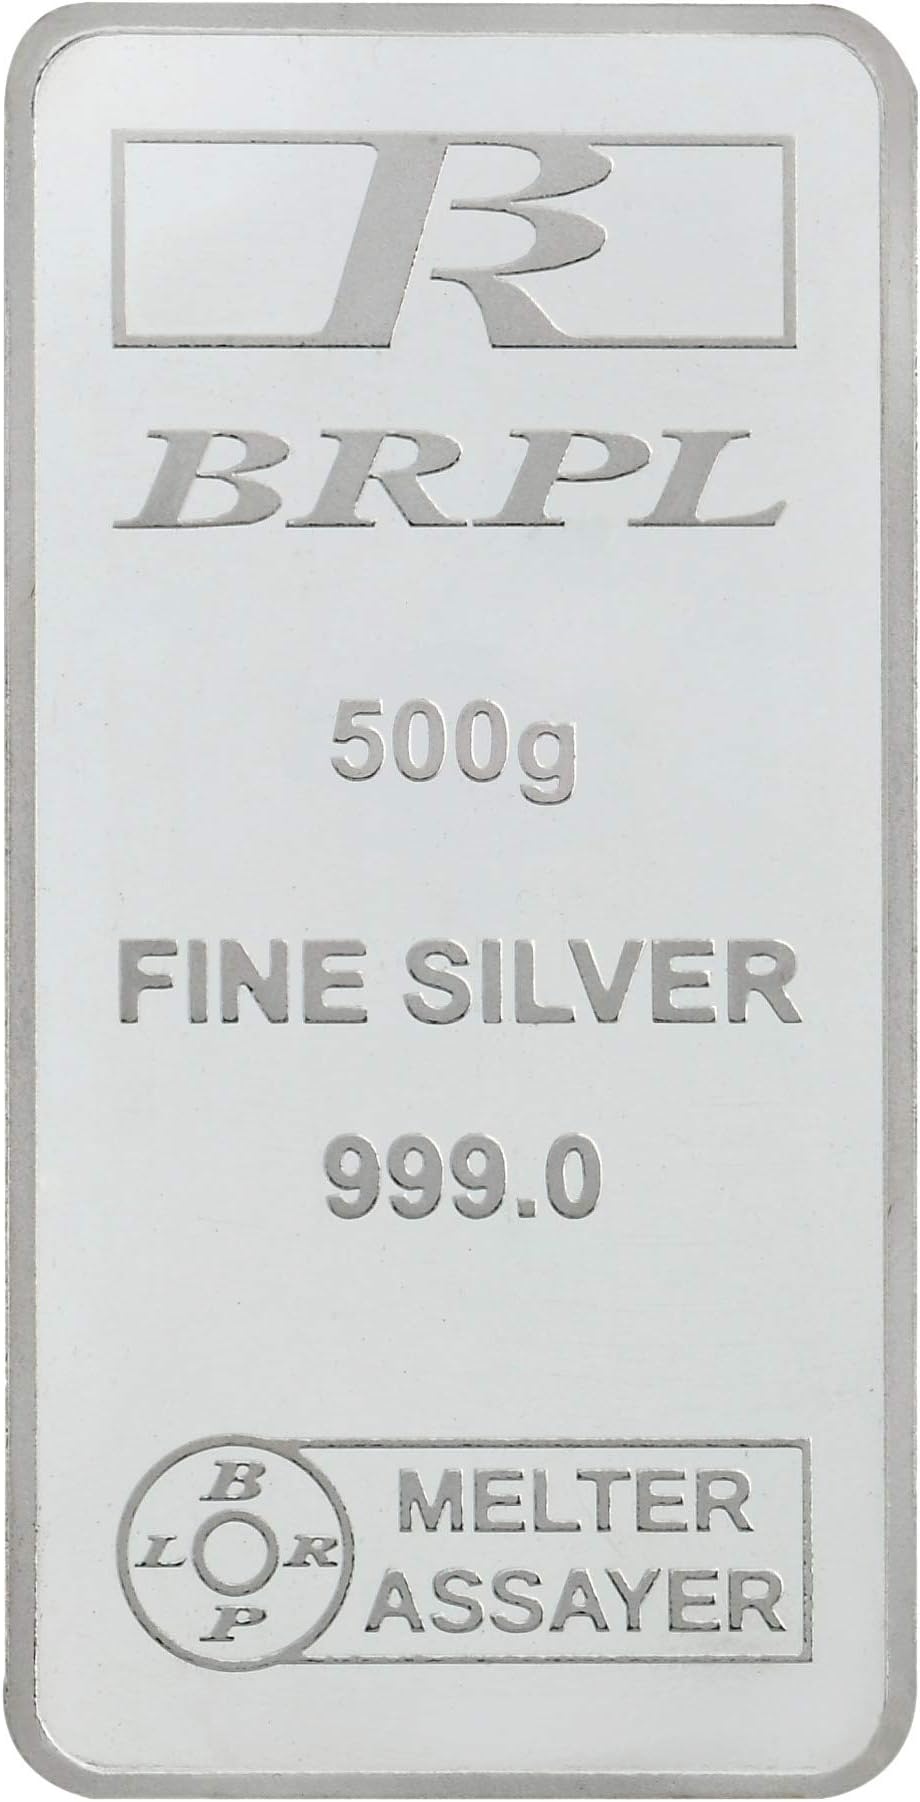 R
BRPL
500g
FINE SILVER
999.0
B
L R
P
MELTER
ASSAYER